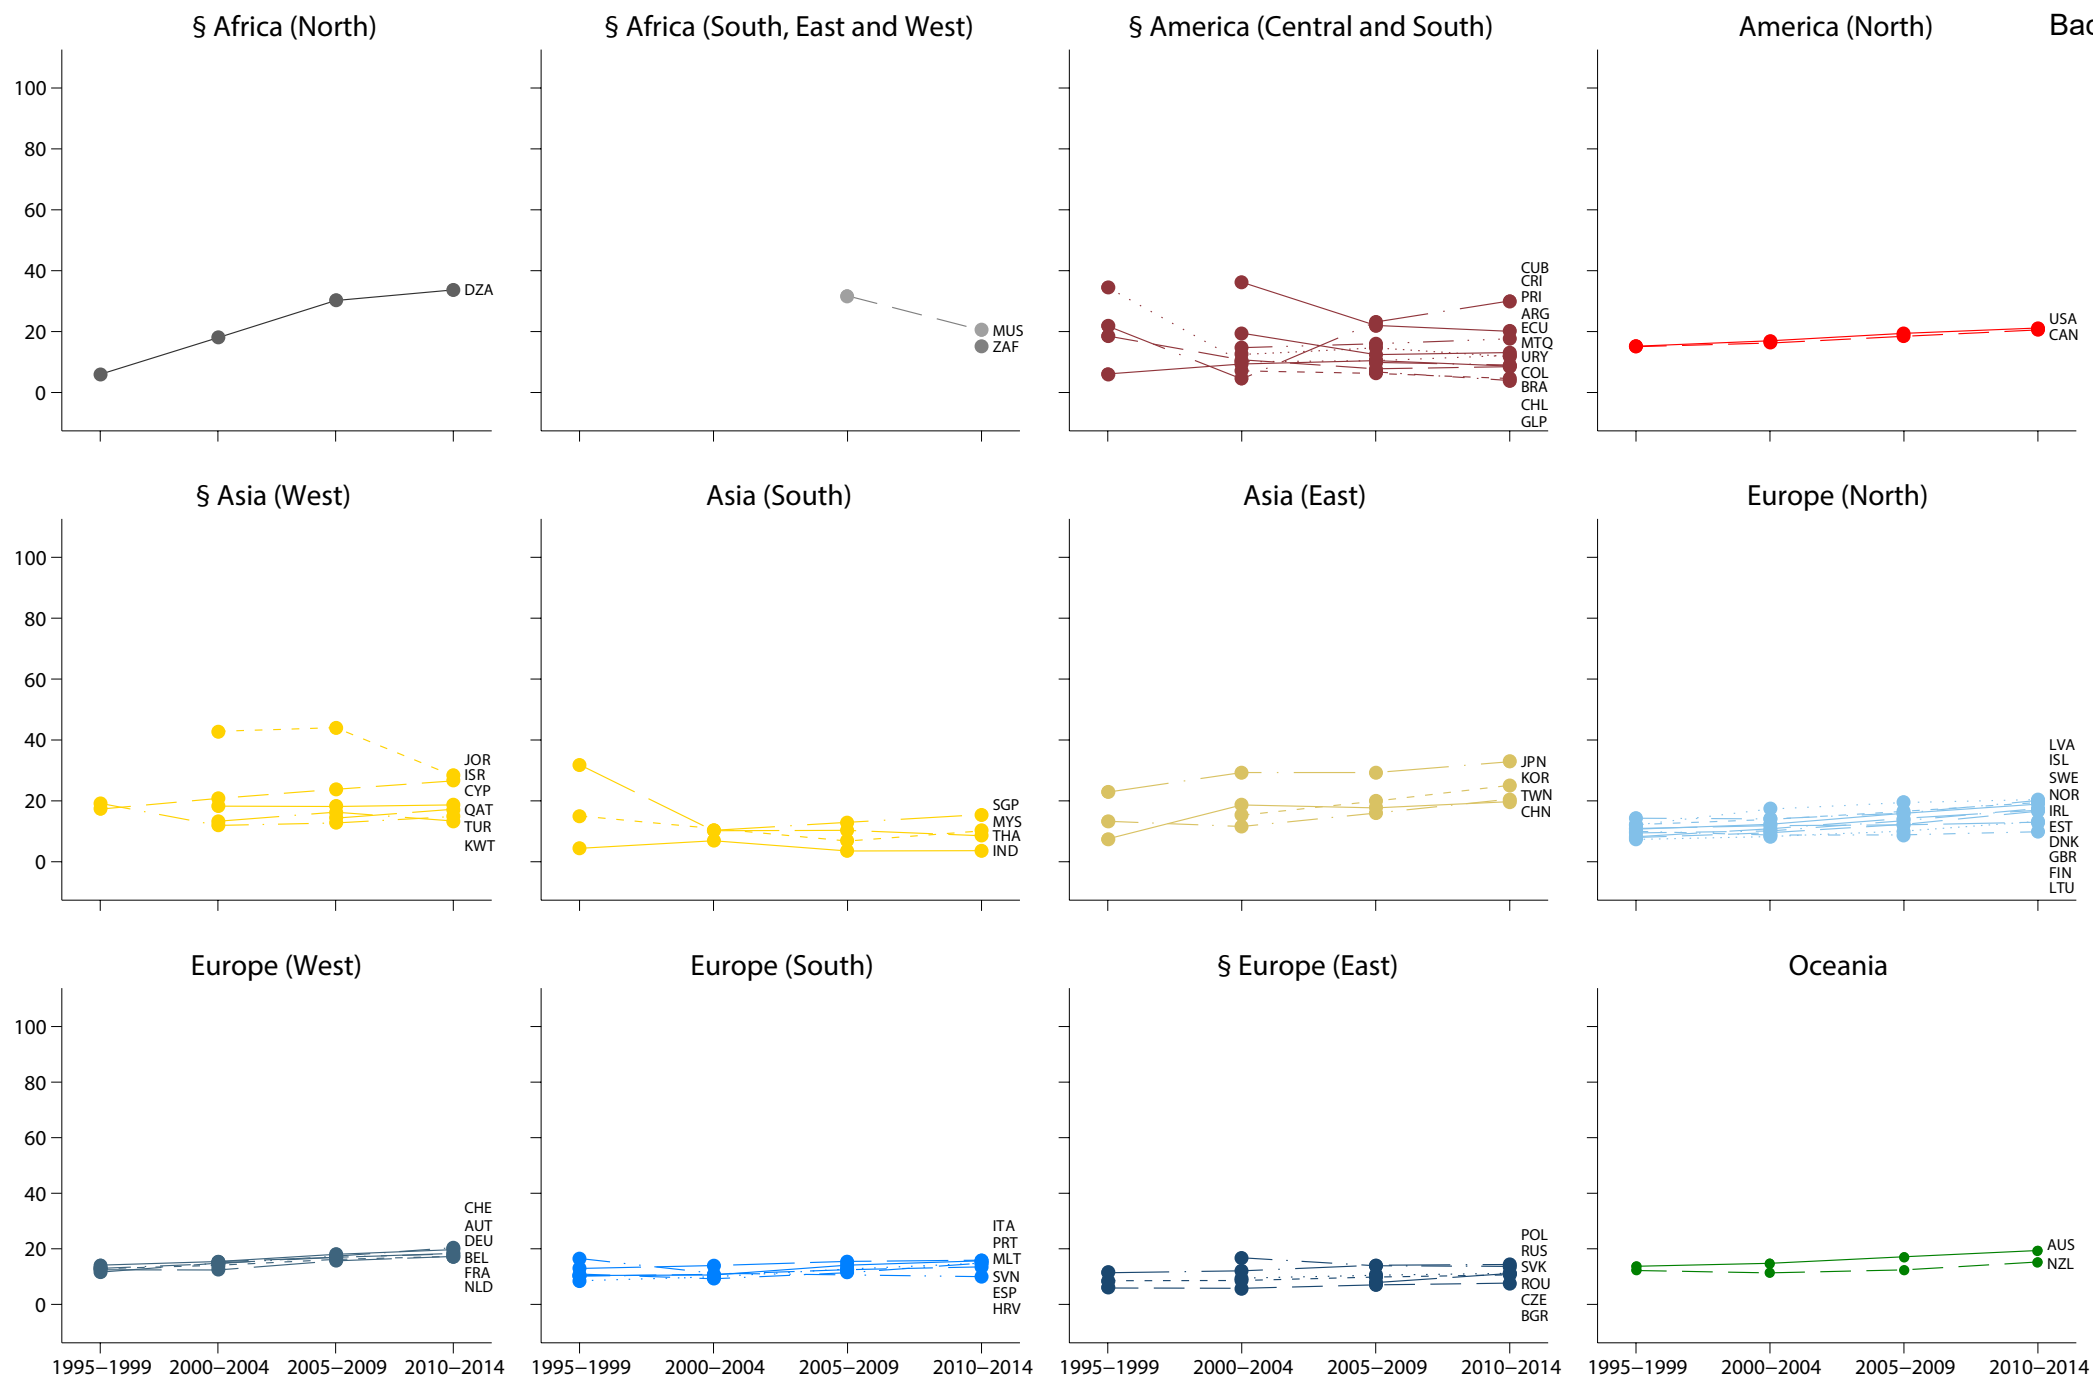 § Africa (North)
§ Africa (South, East and West)
§ America (Central and South)
America (North)
Bac
100
80
60
40
20
0
DZA
MUS
ZAF
CUB
CRI
PRI
ARG
ECU
MTQ
URY
COL
BRA
CHL
GLP
USA
CAN
§ Asia (West)
Asia (South)
Asia (East)
Europe (North)
100
80
60
40
20
0
JOR
ISR
CYP
QAT
TUR
KWT
SGP
MYS
THA
IND
JPN
KOR
TWN
CHN
LVA
ISL
SWE
NOR
IRL
EST
DNK
GBR
FIN
LTU
Europe (West)
Europe (South)
§ Europe (East)
Oceania
100
80
60
40
20
0
CHE
AUT
DEU
BEL
FRA
NLD
ITA
PRT
MLT
SVN
ESP
HRV
POL
RUS
SVK
ROU
CZE
BGR
AUS
NZL
1995–1999 2000–2004 2005–2009 2010–2014
1995–1999 2000–2004 2005–2009 2010–2014
1995–1999 2000–2004 2005–2009 2010–2014
1995–1999 2000–2004 2005–2009 2010–2014